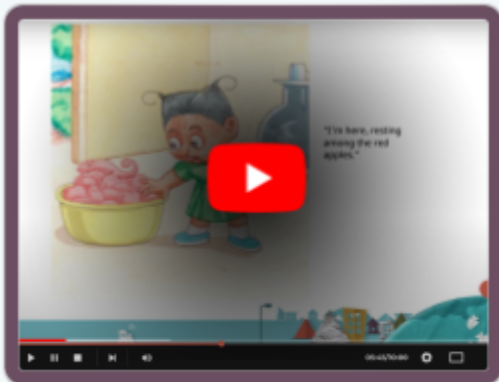 "I'm here, resting
among the red
apples."